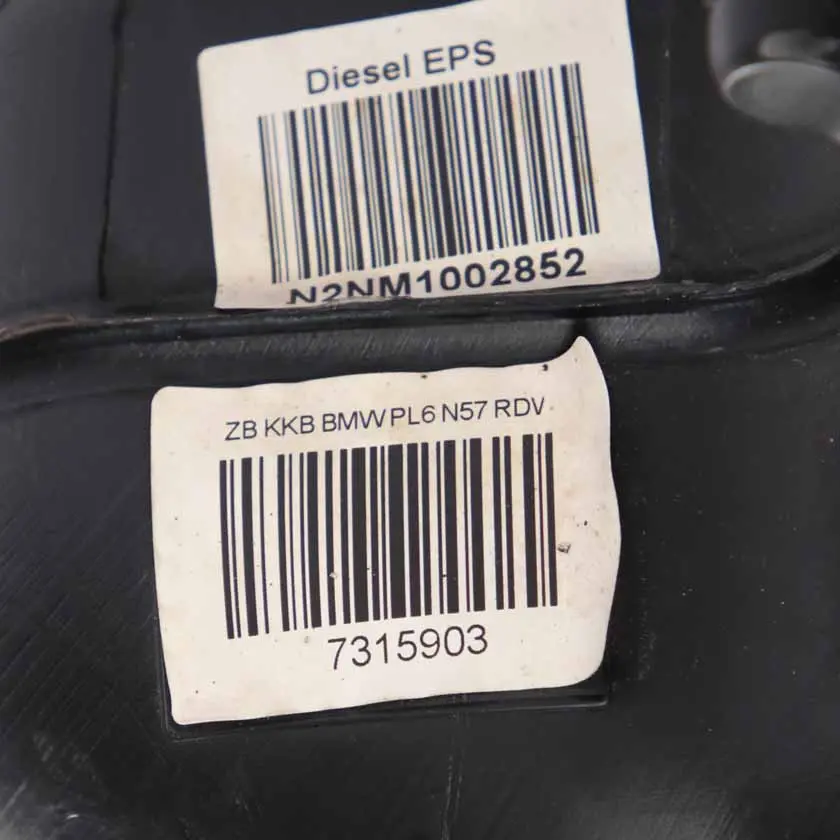 Diesel EPS
N2NM1002852
ZB KKB BMW PL6 N57 RDV
7315903